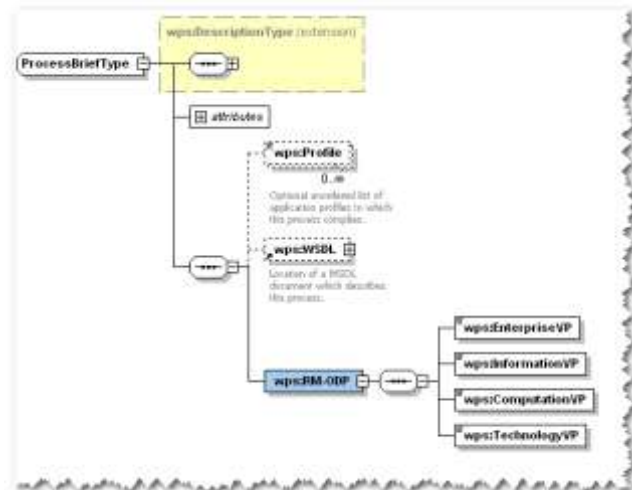 wps:DescriptionType (extension)
ProcessBriefType
attributes
wps:Profile
0..∞
Optional unordered list of
application profiles to which
this process complies.
wps:WSDL
Location of a WSDL
document which describes
this process.
wps:RM-ODP
wps:EnterpriseVP
wps:InformationVP
wps:ComputationVP
wps:TechnologyVP